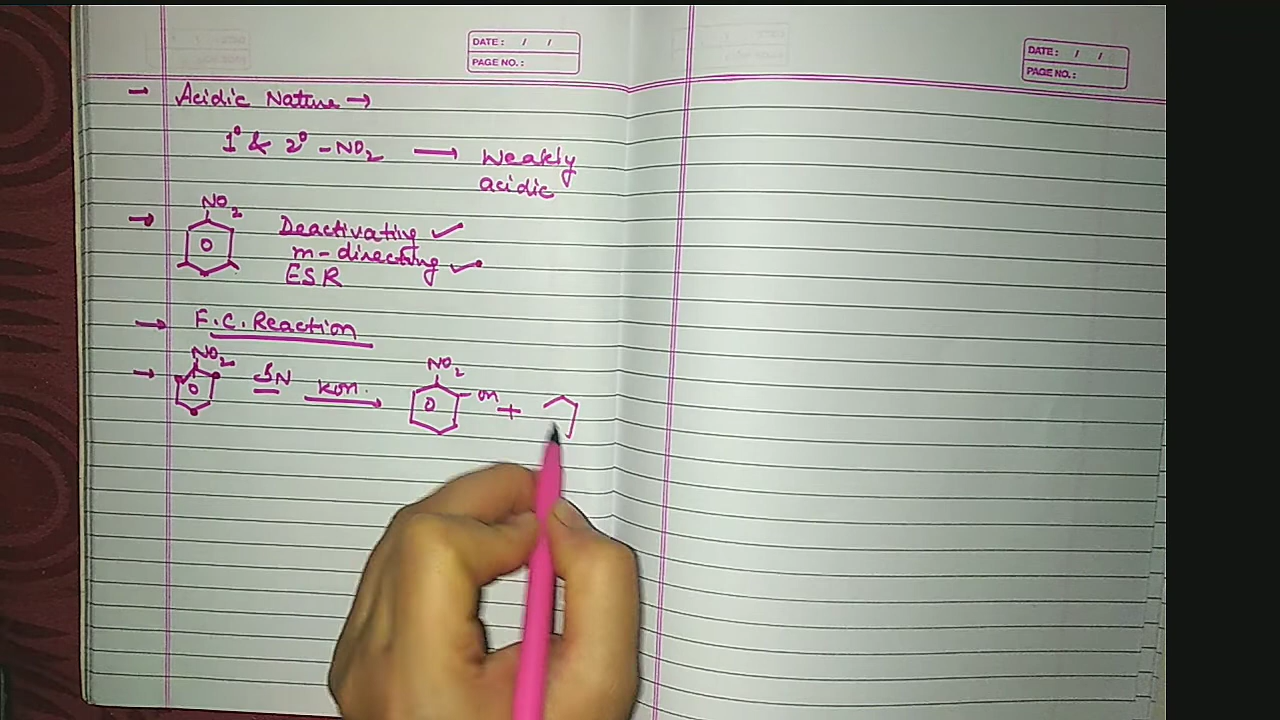 DATE: / /
PAGE NO.:
DATE: / /
PAGE NO.:
→ Acidic Nature →
1° & 2° - NO2 → Weakly
acidic
NO2
→ Deactivating ✓
m-directing ✓
ESR
→ F.C. Reaction
NO2 NO2
→ SN KOH. OH +